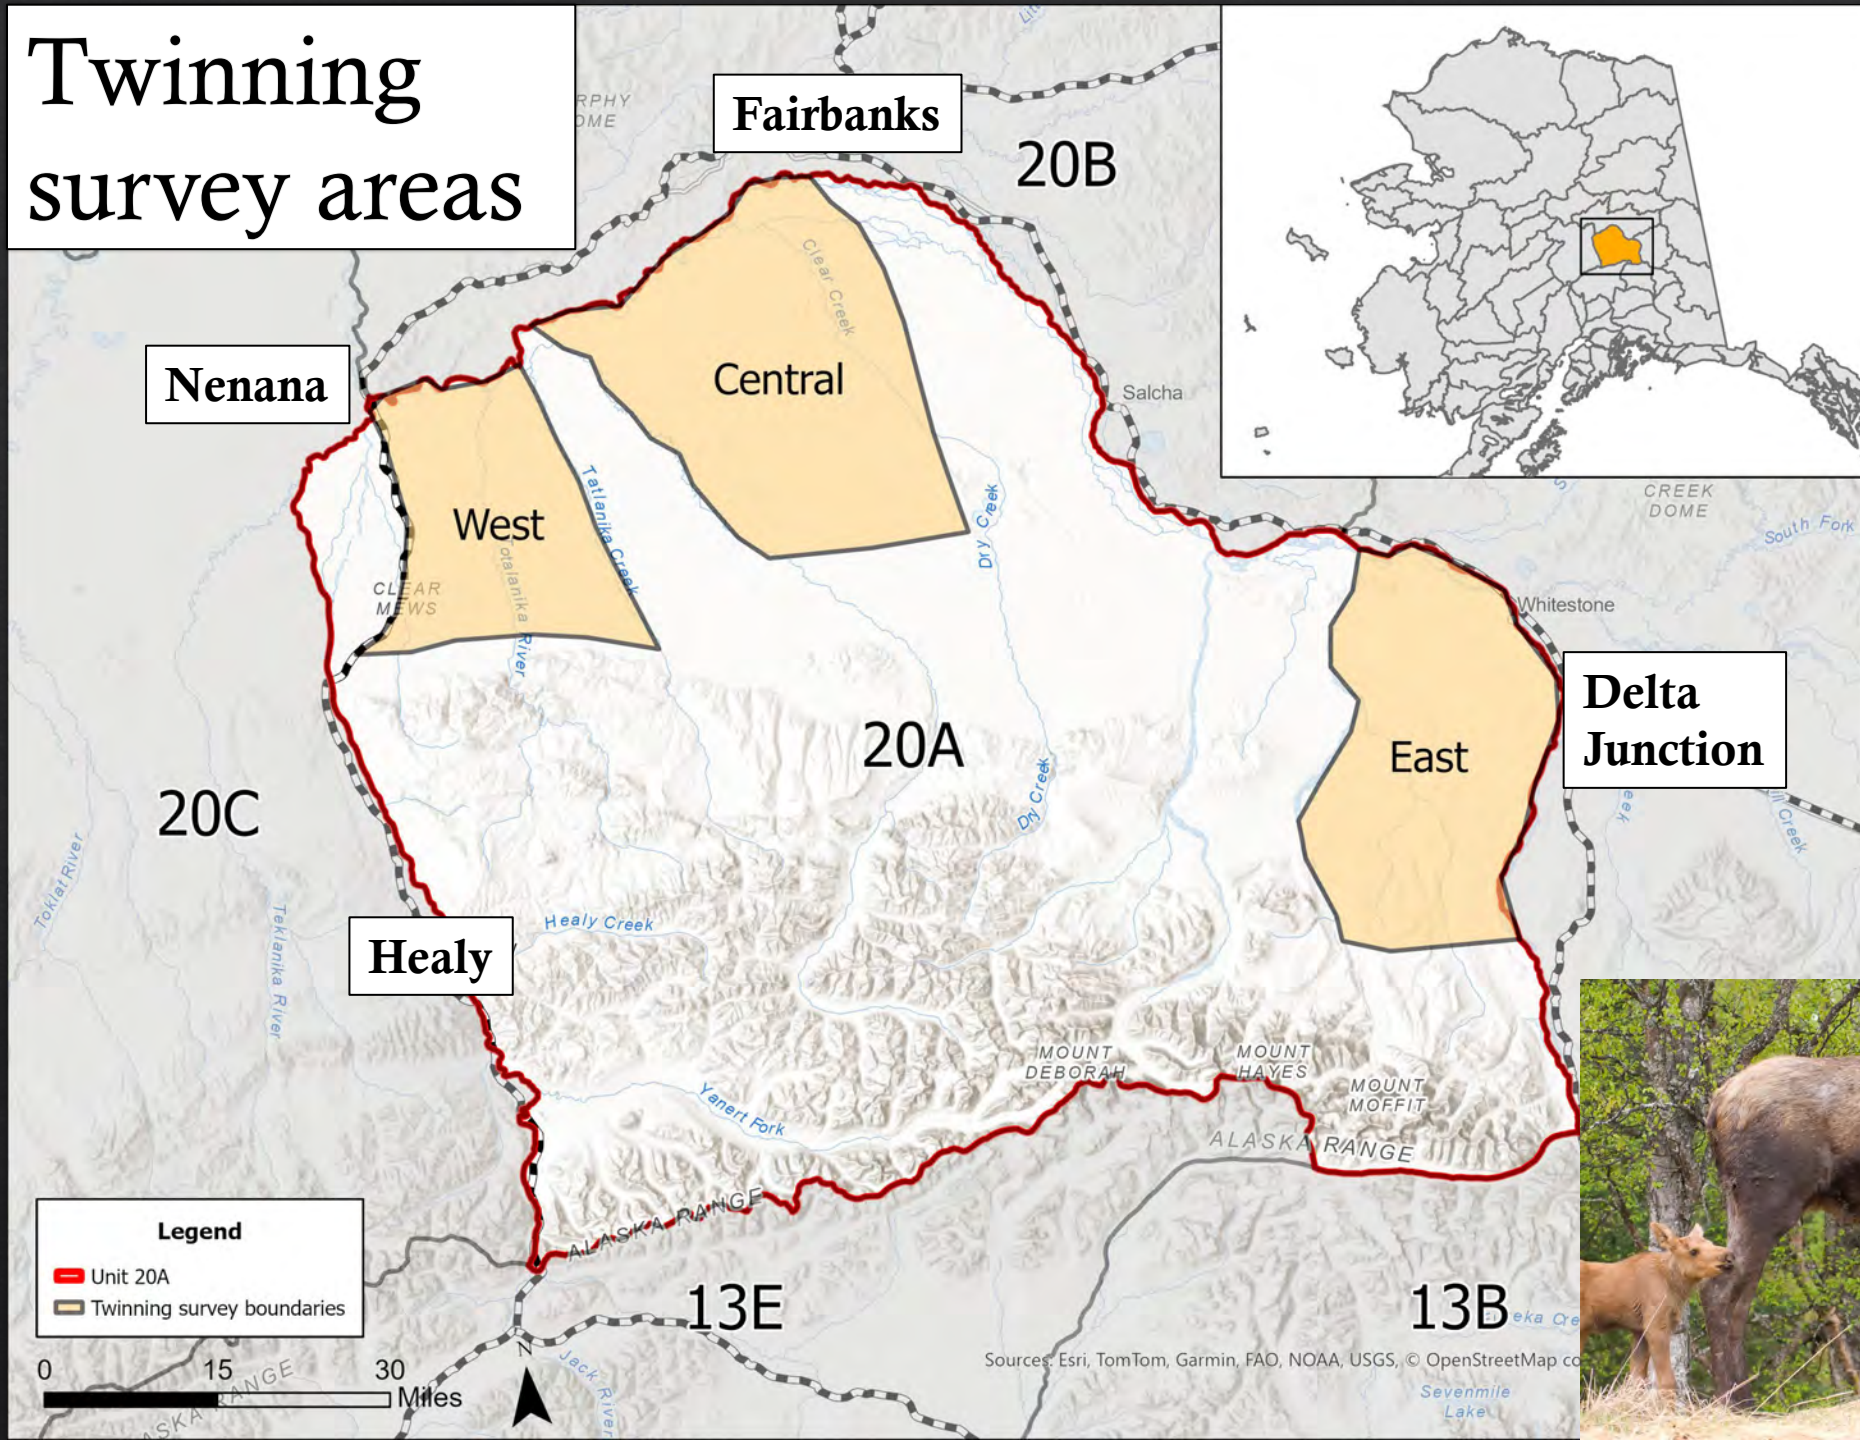 Twinning
survey areas
Fairbanks
20B
Clear Creek
Nenana
Central
Salcha
West
Tatlanika Creek
Totatlanika River
Dry Creek
CREEK
DOME
South Fork
CLEAR
MEWS
Whitestone
Delta
Junction
20A
East
20C
Dry Creek
Creek
Toklat River
Teklanika River
Healy
Healy Creek
MOUNT
DEBORAH
MOUNT
HAYES
MOUNT
MOFFIT
Yanert Fork
ALASKA RANGE
ALASKA RANGE
Legend
Unit 20A
Twinning survey boundaries
13E
13B
0 15 30
Miles
N
Jack River
Sources: Esri, TomTom, Garmin, FAO, NOAA, USGS, © OpenStreetMap co
Sevenmile
Lake